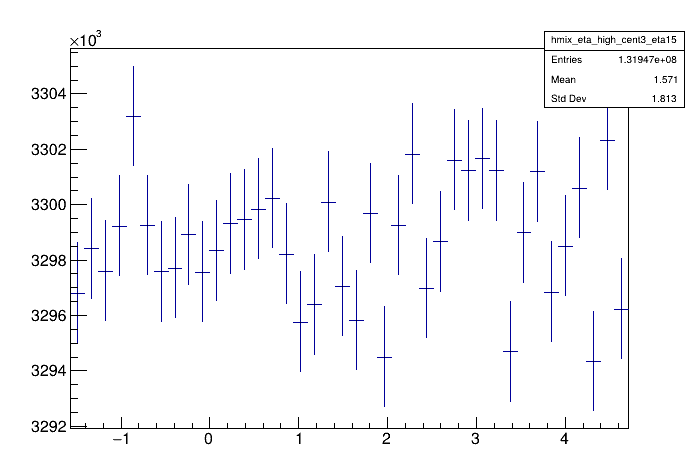 ×10³
hmix_eta_high_cent3_eta15
Entries 1.31947e+08
Mean 1.571
Std Dev 1.813
3304
3302
3300
3298
3296
3294
3292
−1 0 1 2 3 4